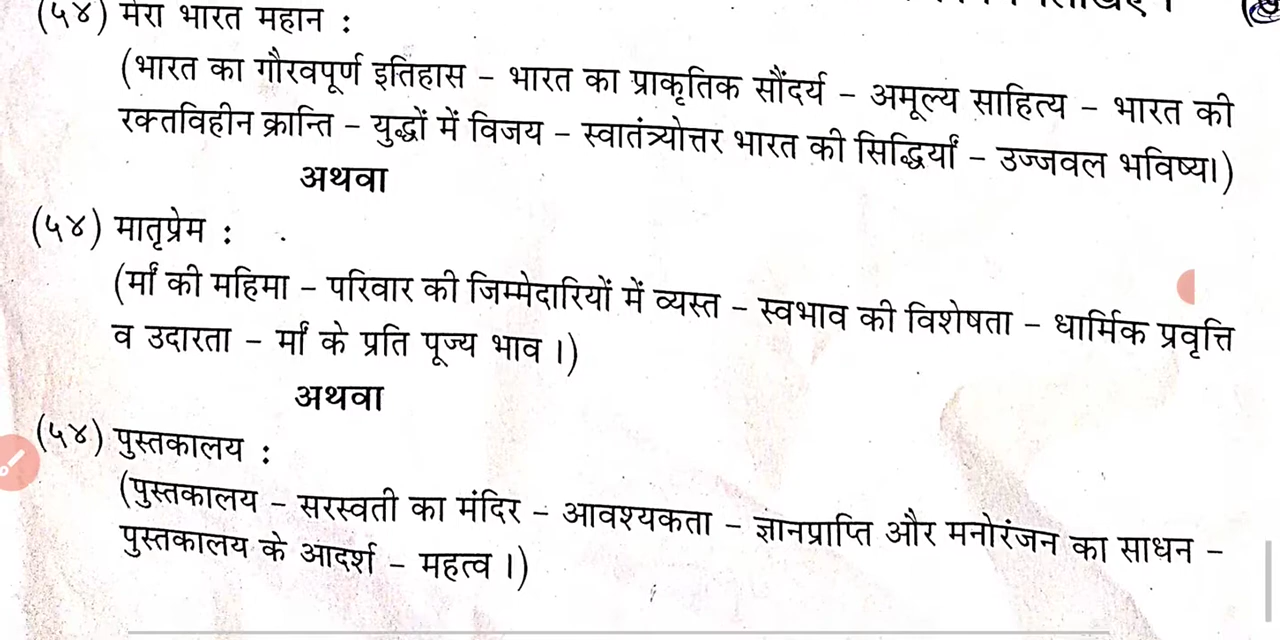 (५४) मेरा भारत महान :
(भारत का गौरवपूर्ण इतिहास – भारत का प्राकृतिक सौंदर्य – अमूल्य साहित्य – भारत की
रक्तविहीन क्रान्ति – युद्धों में विजय – स्वातंत्र्योत्तर भारत की सिद्धियाँ – उज्जवल भविष्य।)
अथवा
(५४) मातृप्रेम :
(माँ की महिमा – परिवार की जिम्मेदारियों में व्यस्त – स्वभाव की विशेषता – धार्मिक प्रवृत्ति
व उदारता – माँ के प्रति पूज्य भाव ।)
अथवा
(५४) पुस्तकालय :
(पुस्तकालय – सरस्वती का मंदिर – आवश्यकता – ज्ञानप्राप्ति और मनोरंजन का साधन –
पुस्तकालय के आदर्श – महत्व ।)